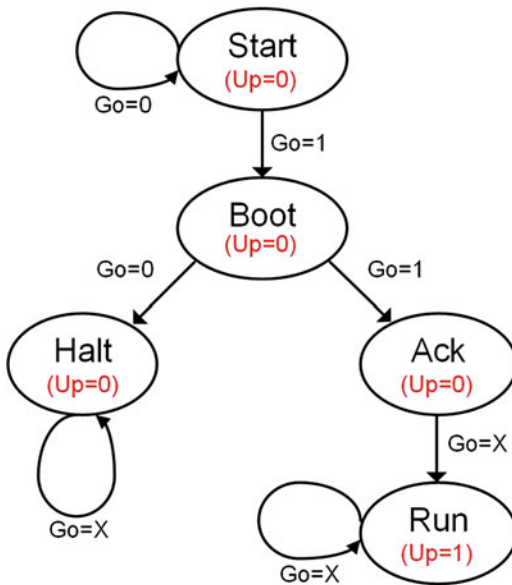 Start
(Up=0)
Go=0
Go=1
Boot
(Up=0)
Go=0
Go=1
Halt
(Up=0)
Ack
(Up=0)
Go=X
Go=X
Run
(Up=1)
Go=X